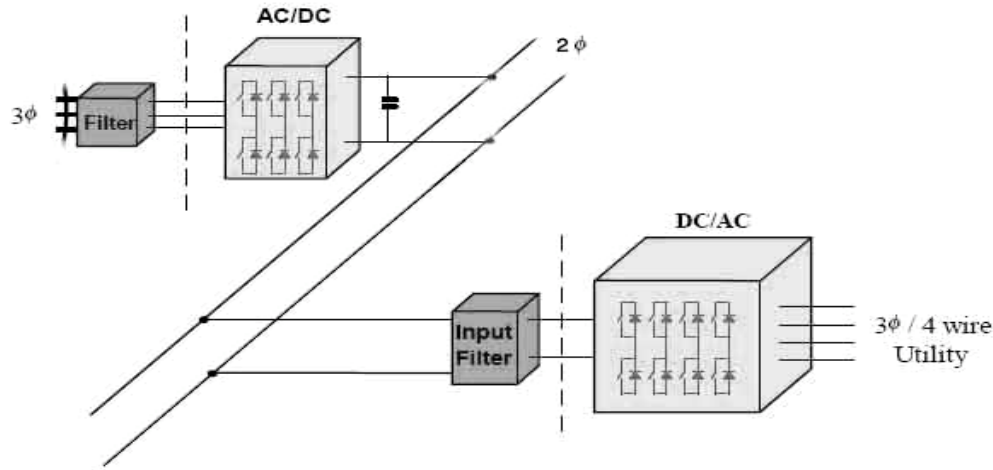 AC/DC
2 ϕ
3ϕ
Filter
DC/AC
Input
Filter
3ϕ / 4 wire
Utility